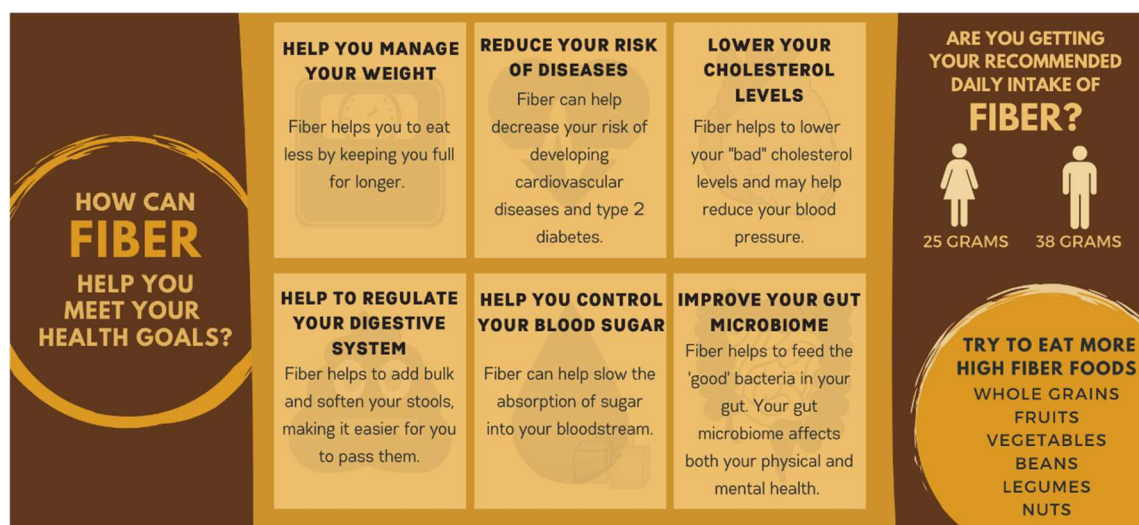 HOW CAN
FIBER
HELP YOU
MEET YOUR
HEALTH GOALS?
HELP YOU MANAGE
YOUR WEIGHT
Fiber helps you to eat
less by keeping you full
for longer.
REDUCE YOUR RISK
OF DISEASES
Fiber can help
decrease your risk of
developing
cardiovascular
diseases and type 2
diabetes.
LOWER YOUR
CHOLESTEROL
LEVELS
Fiber helps to lower
your "bad" cholesterol
levels and may help
reduce your blood
pressure.
HELP TO REGULATE
YOUR DIGESTIVE
SYSTEM
Fiber helps to add bulk
and soften your stools,
making it easier for you
to pass them.
HELP YOU CONTROL
YOUR BLOOD SUGAR
Fiber can help slow the
absorption of sugar
into your bloodstream.
IMPROVE YOUR GUT
MICROBIOME
Fiber helps to feed the
'good' bacteria in your
gut. Your gut
microbiome affects
both your physical and
mental health.
ARE YOU GETTING
YOUR RECOMMENDED
DAILY INTAKE OF
FIBER?
25 GRAMS 38 GRAMS
TRY TO EAT MORE
HIGH FIBER FOODS
WHOLE GRAINS
FRUITS
VEGETABLES
BEANS
LEGUMES
NUTS